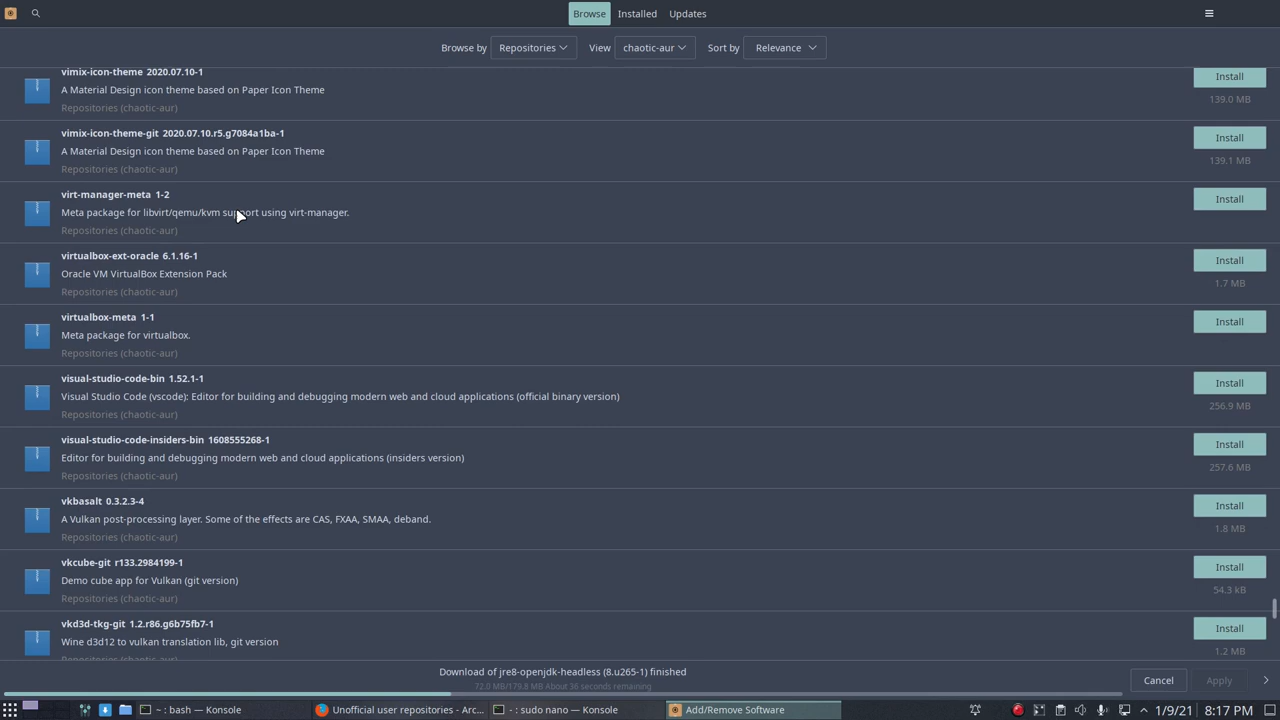 Browse Installed Updates
Browse by Repositories View chaotic-aur Sort by Relevance
vimix-icon-theme 2020.07.10-1
A Material Design icon theme based on Paper Icon Theme
Repositories (chaotic-aur)
Install
139.0 MB
vimix-icon-theme-git 2020.07.10.r5.g7084a1ba-1
A Material Design icon theme based on Paper Icon Theme
Repositories (chaotic-aur)
Install
139.1 MB
virt-manager-meta 1-2
Meta package for libvirt/qemu/kvm support using virt-manager.
Repositories (chaotic-aur)
Install
virtualbox-ext-oracle 6.1.16-1
Oracle VM VirtualBox Extension Pack
Repositories (chaotic-aur)
Install
1.7 MB
virtualbox-meta 1-1
Meta package for virtualbox.
Repositories (chaotic-aur)
Install
visual-studio-code-bin 1.52.1-1
Visual Studio Code (vscode): Editor for building and debugging modern web and cloud applications (official binary version)
Repositories (chaotic-aur)
Install
256.9 MB
visual-studio-code-insiders-bin 1608555268-1
Editor for building and debugging modern web and cloud applications (insiders version)
Repositories (chaotic-aur)
Install
257.6 MB
vkbasalt 0.3.2.3-4
A Vulkan post-processing layer. Some of the effects are CAS, FXAA, SMAA, deband.
Repositories (chaotic-aur)
Install
1.8 MB
vkcube-git r133.2984199-1
Demo cube app for Vulkan (git version)
Repositories (chaotic-aur)
Install
54.3 kB
vkd3d-tkg-git 1.2.r86.g6b75fb7-1
Wine d3d12 to vulkan translation lib, git version
Repositories (chaotic-aur)
Install
1.2 MB
Download of jre8-openjdk-headless (8.u265-1) finished
72.0 MB/179.8 MB About 36 seconds remaining
Cancel Apply
~ : bash — Konsole Unofficial user repositories - Arc... - : sudo nano — Konsole Add/Remove Software 1/9/21 8:17 PM